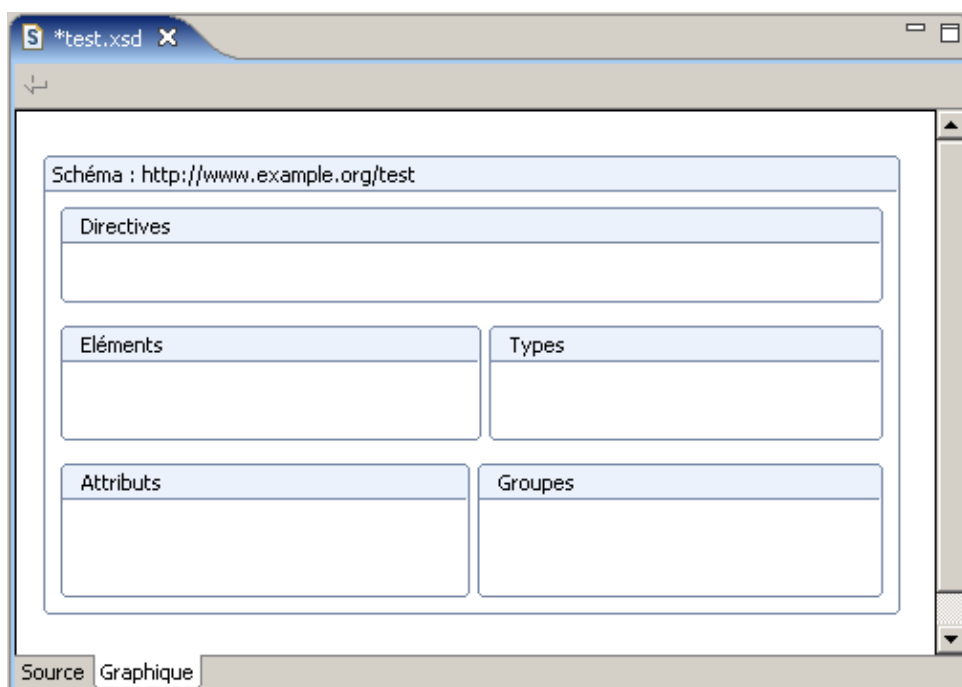 *test.xsd
Schéma : http://www.example.org/test
Directives
Eléments
Types
Attributs
Groupes
Source Graphique